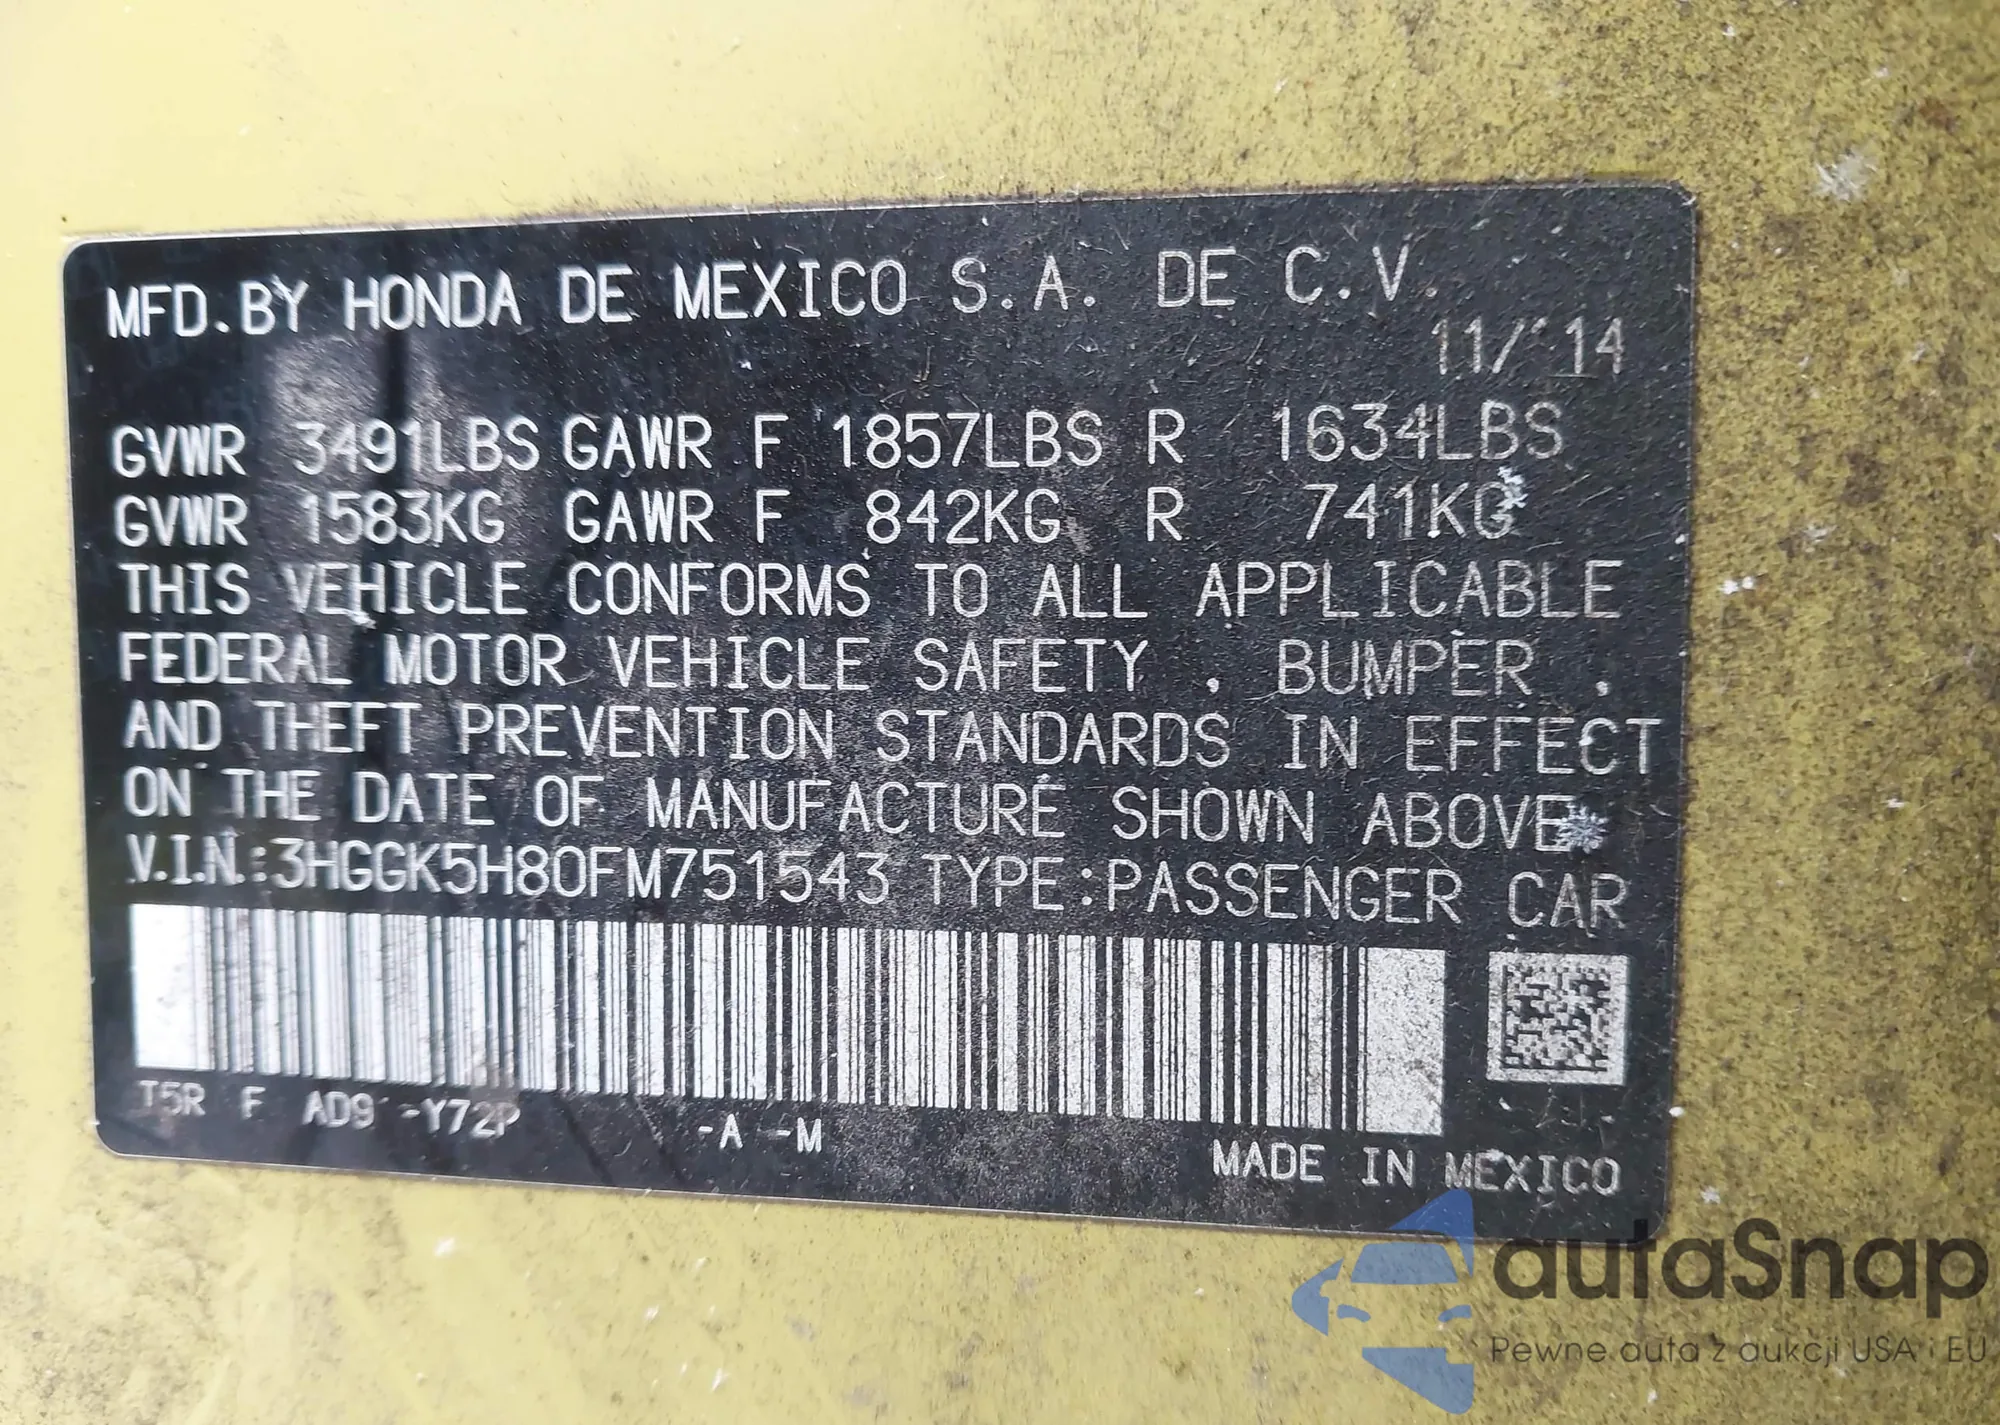 MFD.BY HONDA DE MEXICO S.A. DE C.V.
11/'14
GVWR 3491LBS GAWR F 1857LBS R 1634LBS
GVWR 1583KG GAWR F 842KG R 741KG
THIS VEHICLE CONFORMS TO ALL APPLICABLE
FEDERAL MOTOR VEHICLE SAFETY , BUMPER ,
AND THEFT PREVENTION STANDARDS IN EFFECT
ON THE DATE OF MANUFACTURE SHOWN ABOVE.
V.I.N.:3HGGK5H80FM751543 TYPE:PASSENGER CAR
T5R F AD9 -Y72P -A -M
MADE IN MEXICO
autaSnap
Pewne auta z aukcji USA i EU